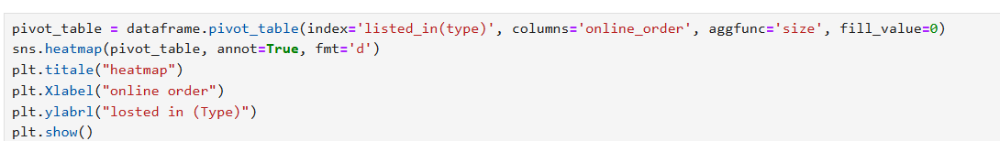 pivot_table = dataframe.pivot_table(index='listed_in(type)', columns='online_order', aggfunc='size', fill_value=0)
sns.heatmap(pivot_table, annot=True, fmt='d')
plt.titale("heatmap")
plt.Xlabel("online order")
plt.ylabrl("losted in (Type)")
plt.show()